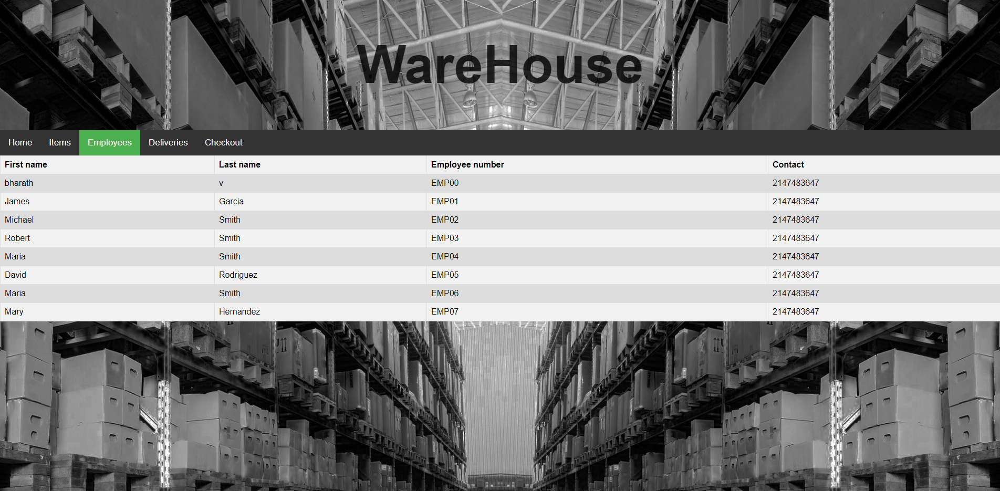 WareHouse
Home Items Employees Deliveries Checkout
First name Last name Employee number Contact
bharath v EMP00 2147483647
James Garcia EMP01 2147483647
Michael Smith EMP02 2147483647
Robert Smith EMP03 2147483647
Maria Smith EMP04 2147483647
David Rodriguez EMP05 2147483647
Maria Smith EMP06 2147483647
Mary Hernandez EMP07 2147483647